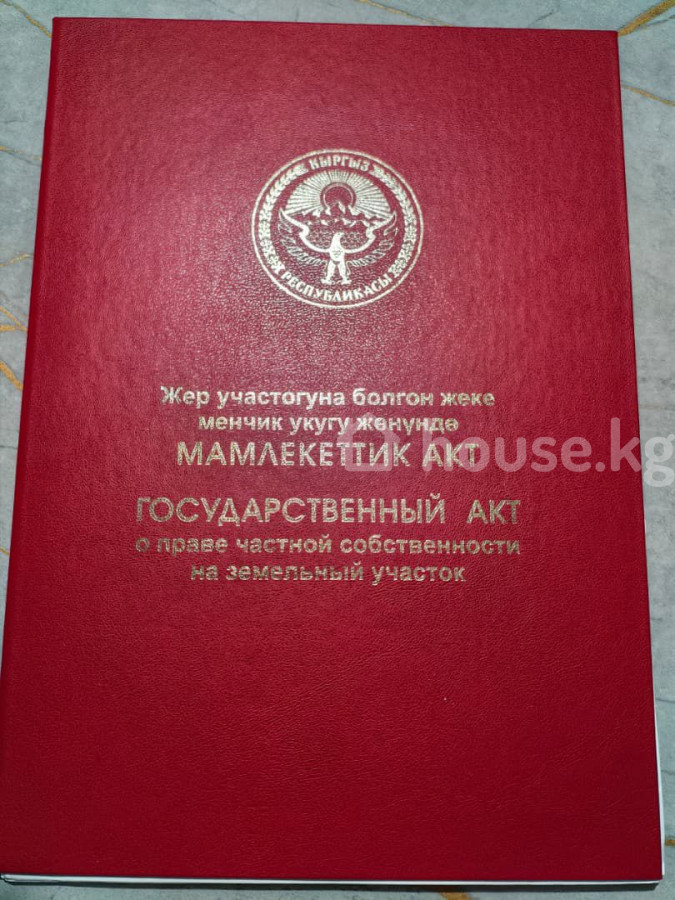 КЫРГЫЗ
РЕСПУБЛИКАСЫ
Жер участогуна болгон жеке
менчик укугу жөнүндө
МАМЛЕКЕТТИК АКТ
house.kg
ГОСУДАРСТВЕННЫЙ АКТ
о праве частной собственности
на земельный участок